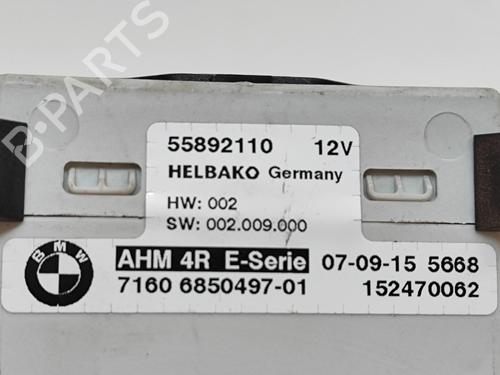 B-PARTS
55892110 12V
HELBAKO Germany
HW: 002
SW: 002.009.000
BMW
AHM 4R E-Serie 07-09-15 5668
7160 6850497-01 152470062